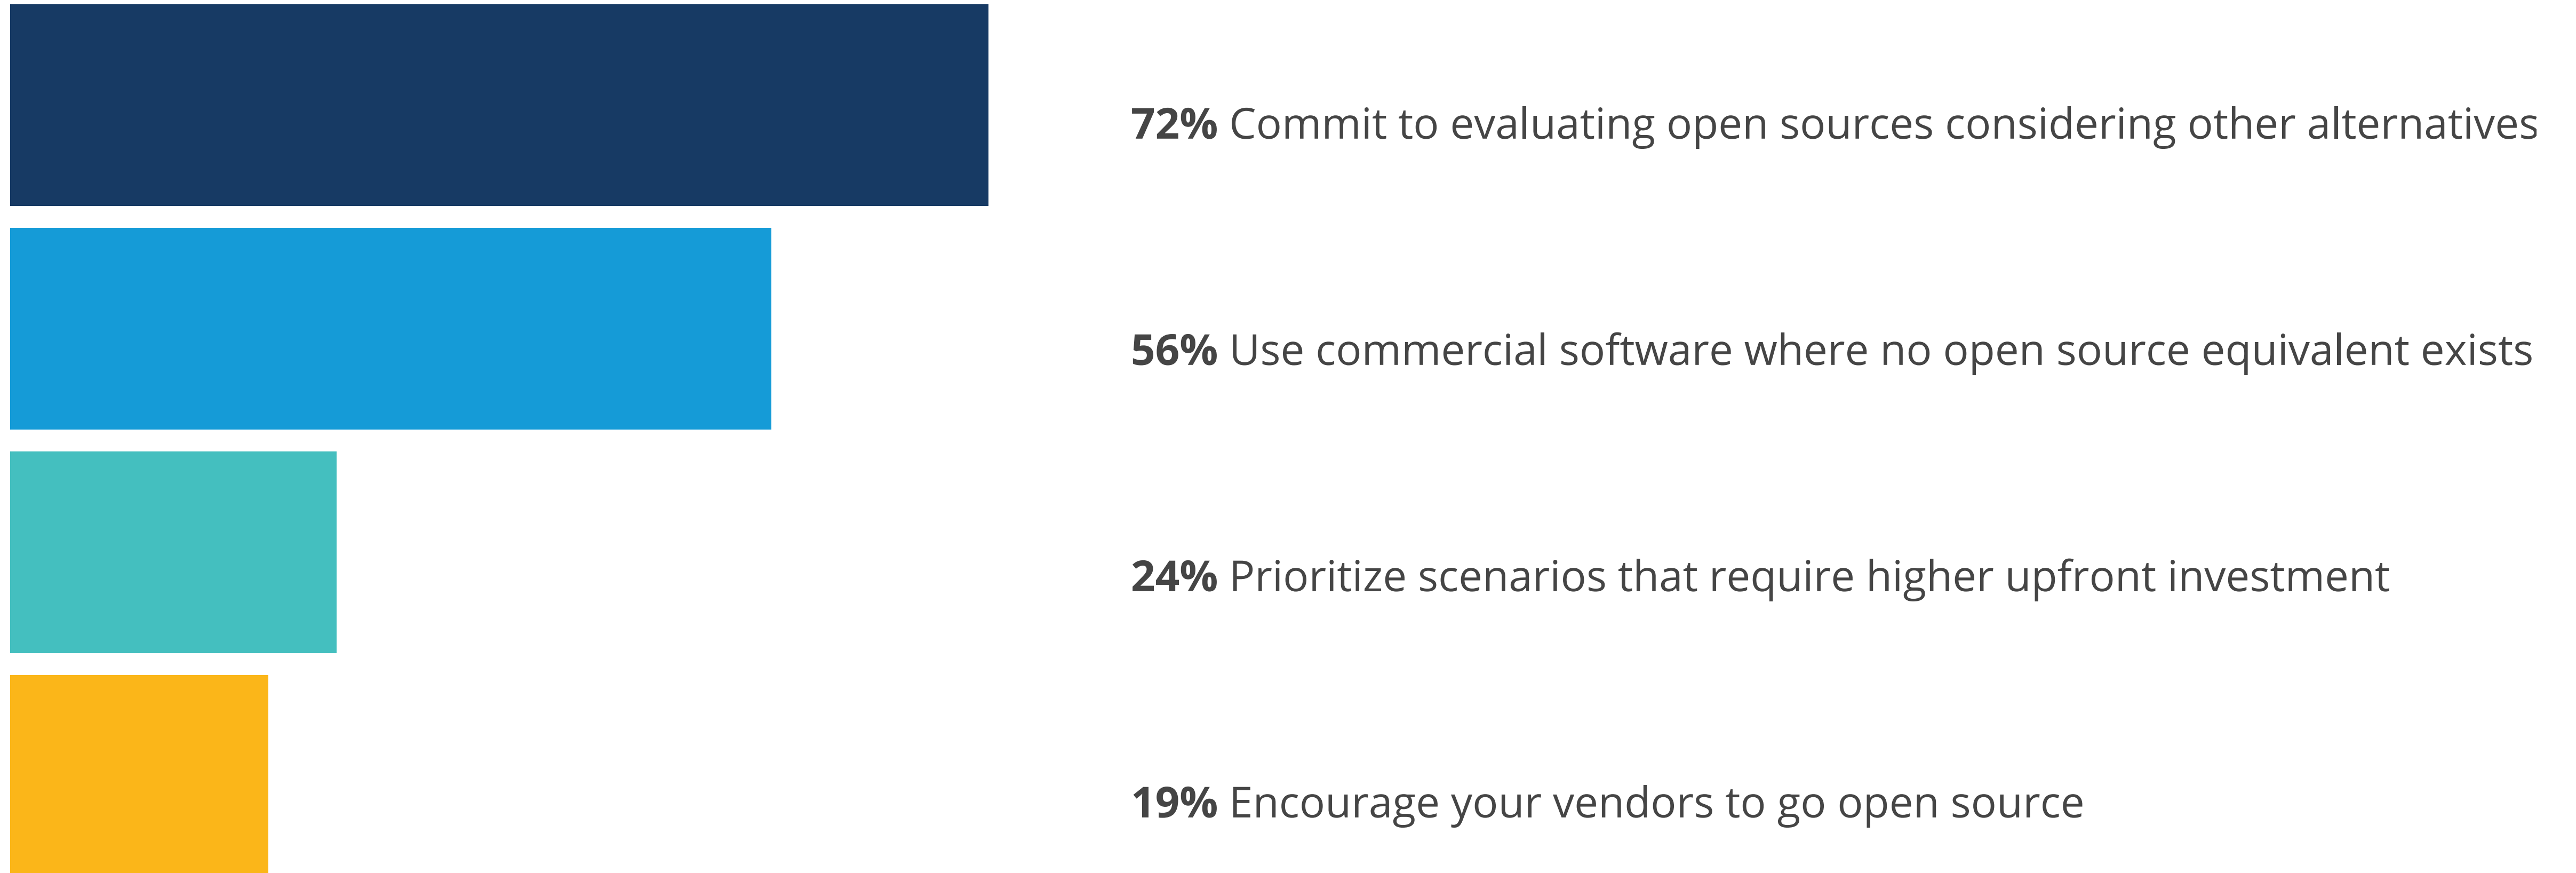 72% Commit to evaluating open sources considering other alternatives
56% Use commercial software where no open source equivalent exists
24% Prioritize scenarios that require higher upfront investment
19% Encourage your vendors to go open source